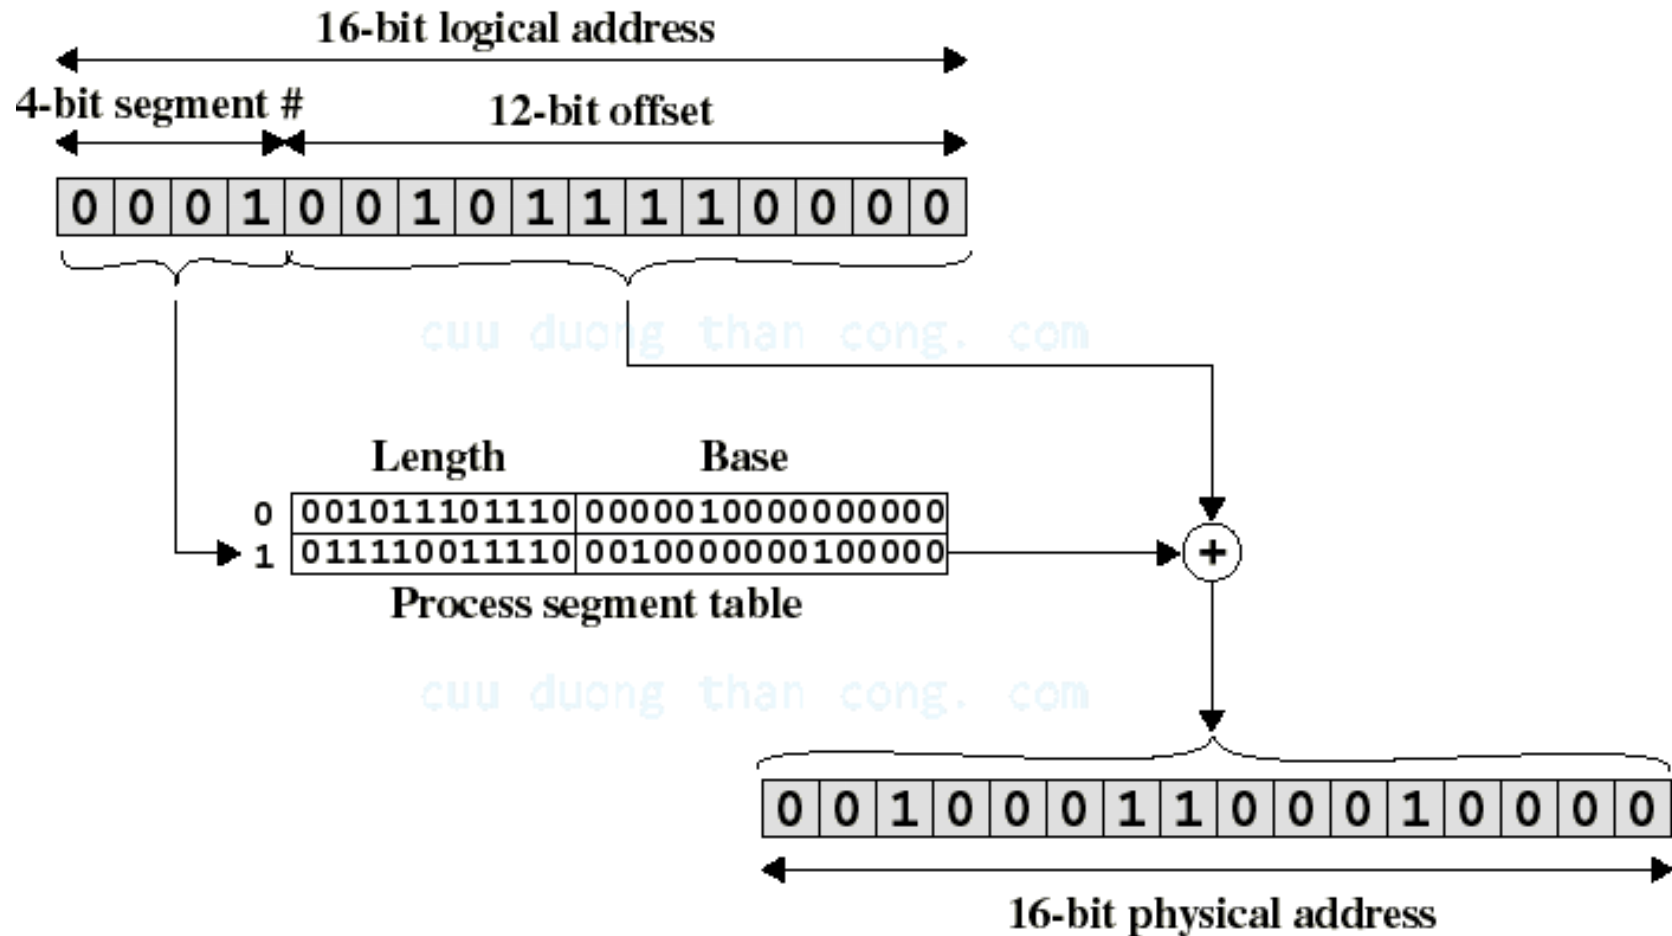 16-bit logical address
4-bit segment # 12-bit offset
0 0 0 1 0 0 1 0 1 1 1 1 0 0 0 0
cuu duong than cong. com
Length Base
0 001011101110 0000010000000000
1 011110011110 0010000000100000
+
Process segment table
cuu duong than cong. com
0 0 1 0 0 0 1 1 0 0 0 1 0 0 0 0
16-bit physical address